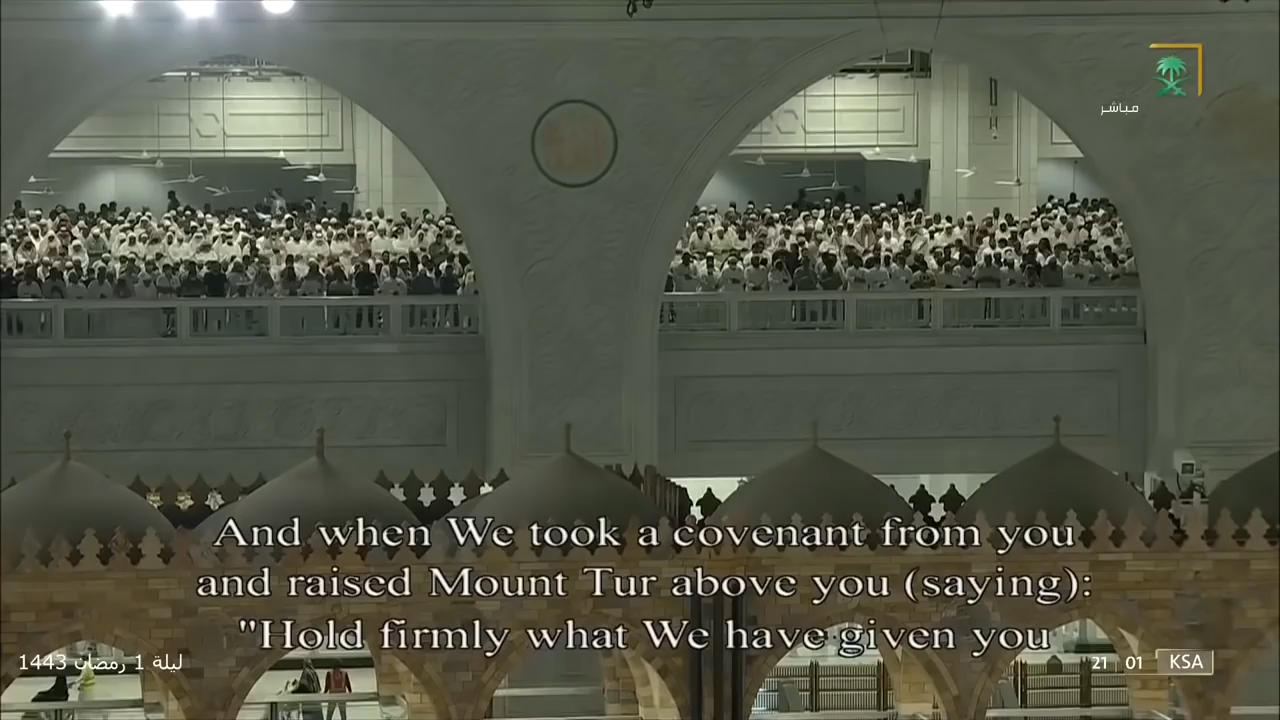 مباشر
And when We took a covenant from you
and raised Mount Tur above you (saying):
"Hold firmly what We have given you
ليلة 1 رمضان 1443
21 01 KSA